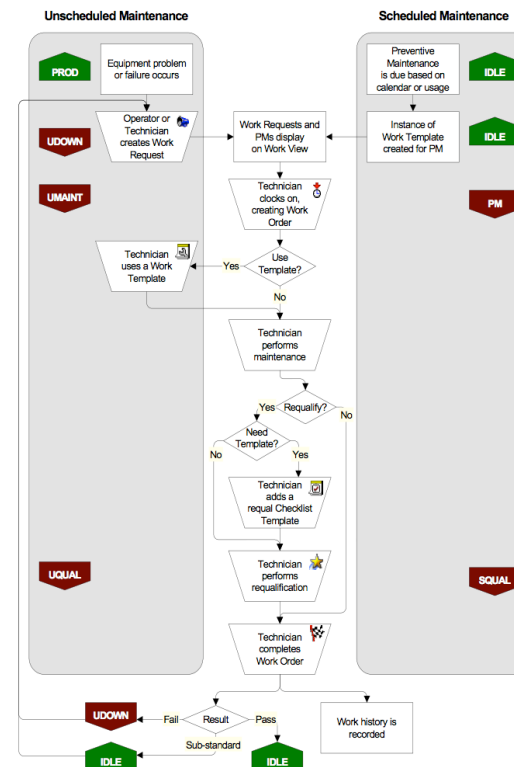 Unscheduled Maintenance
Scheduled Maintenance
PROD
Equipment problem
or failure occurs
Preventive
Maintenance
is due based on
calendar or usage
IDLE
UDOWN
Operator or
Technician
creates Work
Request
Work Requests and
PMs display
on Work View
Instance of
Work Template
created for PM
IDLE
UMAINT
Technician
clocks on,
creating Work
Order
PM
Technician
uses a Work
Template
Yes
Use
Template?
No
Technician
performs
maintenance
Yes
Requalify?
No
Need
Template?
No
Yes
Technician
adds a
requal Checklist
Template
UQUAL
Technician
performs
requalification
SQUAL
Technician
completes
Work Order
UDOWN
Fail
Result
Pass
Work history is
recorded
Sub-standard
IDLE
IDLE